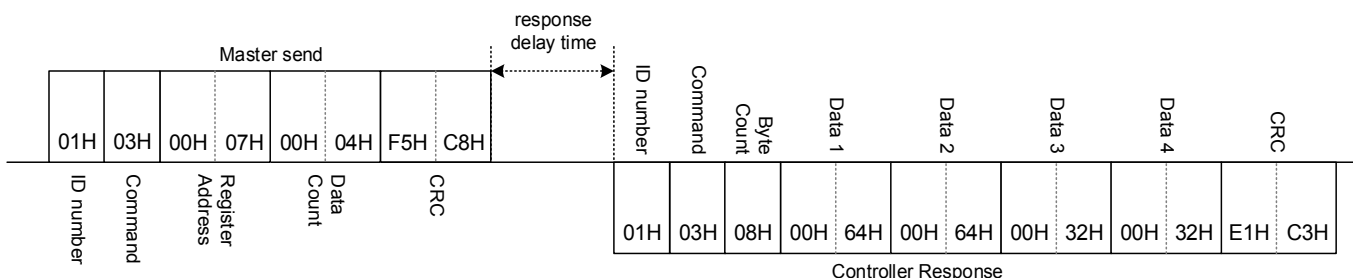 response
delay time
Master send
01H 03H 00H 07H 00H 04H F5H C8H
ID number
Command
Register
Address
Data
Count
CRC
ID number
Command
Byte
Count
Data 1
Data 2
Data 3
Data 4
CRC
01H 03H 08H 00H 64H 00H 64H 00H 32H 00H 32H E1H C3H
Controller Response